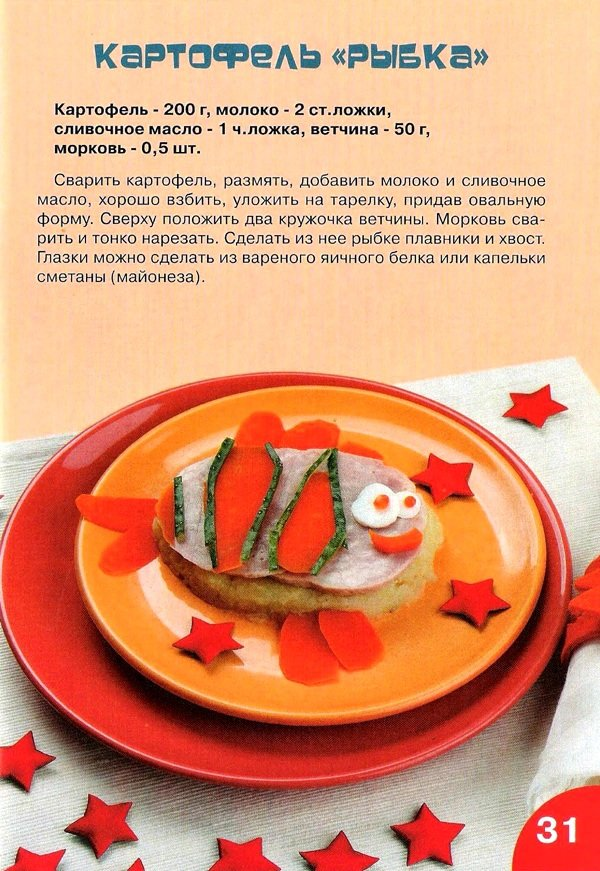 КАРТОФЕЛЬ «РЫБКА»
Картофель - 200 г, молоко - 2 ст.ложки,
сливочное масло - 1 ч.ложка, ветчина - 50 г,
морковь - 0,5 шт.
Сварить картофель, размять, добавить молоко и сливочное
масло, хорошо взбить, уложить на тарелку, придав овальную
форму. Сверху положить два кружочка ветчины. Морковь сва-
рить и тонко нарезать. Сделать из нее рыбке плавники и хвост.
Глазки можно сделать из вареного яичного белка или капельки
сметаны (майонеза).
31